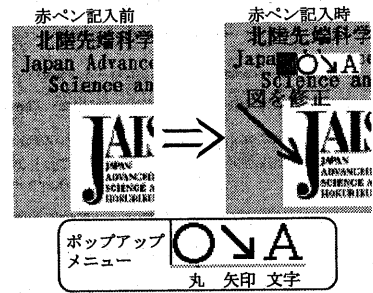 赤ペン記入前
北陸先端科学
Japan Advance
Science an
JAIS
JAPAN
ADVANCED
SCIENCE A
HOKURIKU
赤ペン記入時
北陸先端科学
Japa
A
Science an
図を修正
JAIS
JAPAN
ADVANCED
SCIENCE A
HOKURIKU
ポップアップ
メニュー
A
丸 矢印 文字